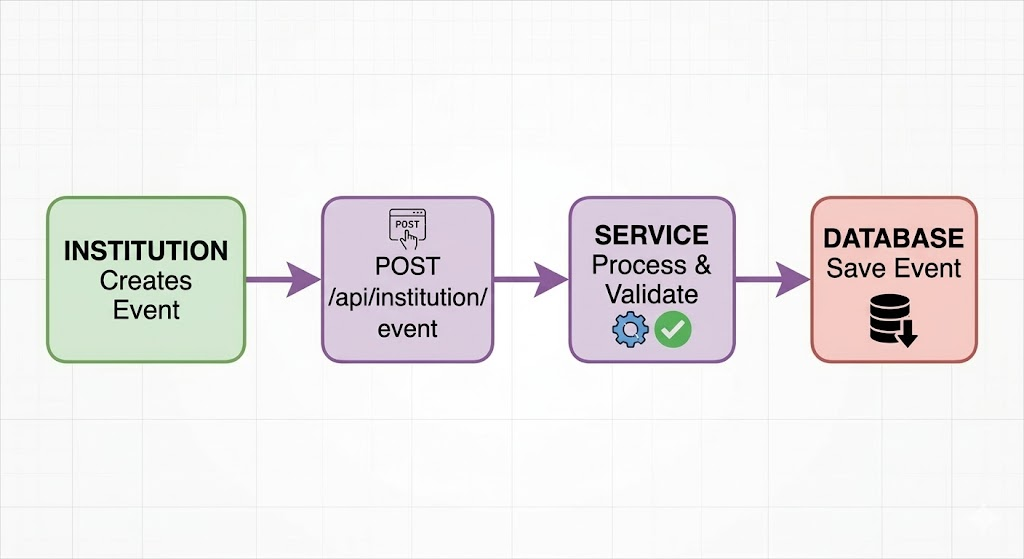 INSTITUTION
Creates
Event
POST
POST
/api/institution/
event
SERVICE
Process &
Validate
DATABASE
Save Event